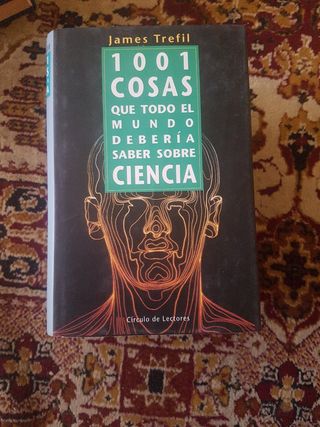 James Trefil
1001
COSAS
QUE TODO EL
MUNDO
DEBERÍA
SABER SOBRE
CIENCIA
Círculo de Lectores